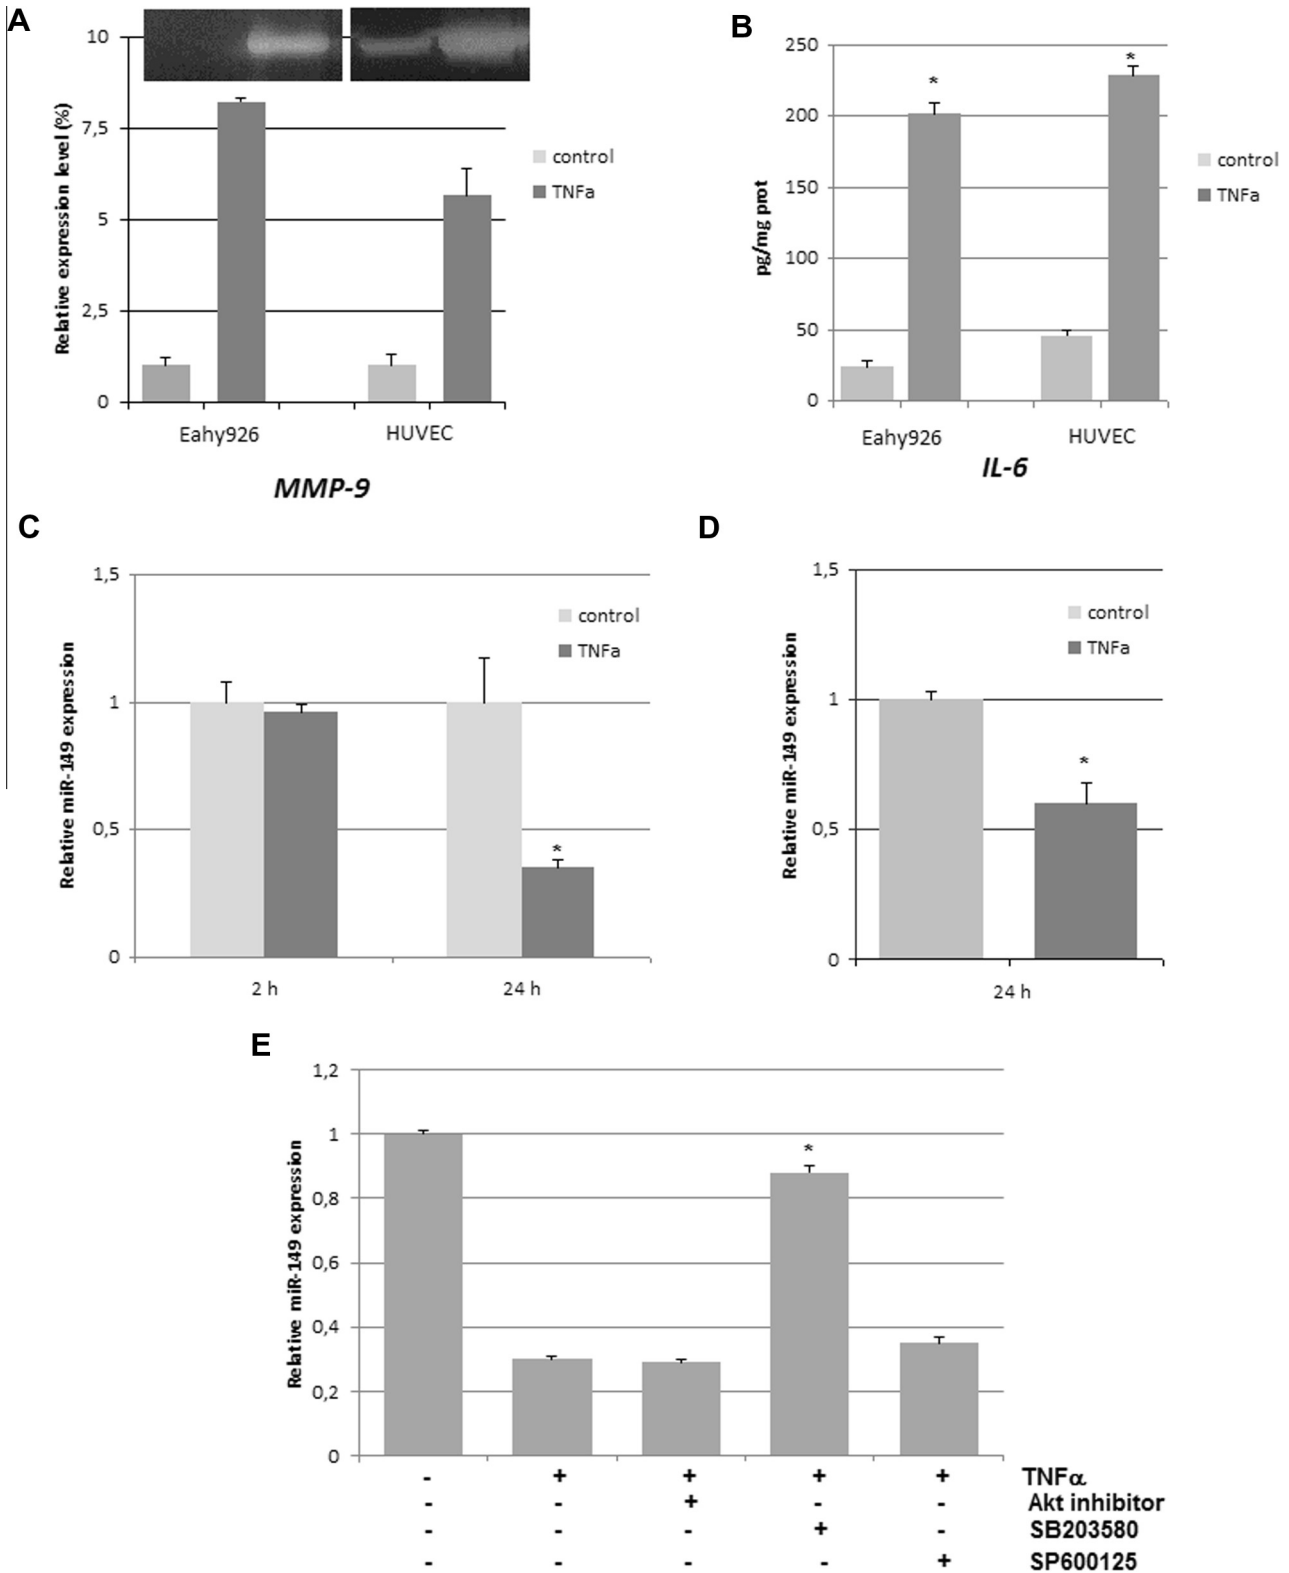 A
10
7,5
5
2,5
0
Relative expression level (%)
control
TNFa
Eahy926
HUVEC
MMP-9
B
250
200
150
100
50
0
pg/mg prot
*
*
control
TNFa
Eahy926
HUVEC
IL-6
C
1,5
1
0,5
0
Relative miR-149 expression
control
TNFa
*
2 h
24 h
D
1,5
1
0,5
0
Relative miR-149 expression
control
TNFa
*
24 h
E
1,2
1
0,8
0,6
0,4
0,2
0
Relative miR-149 expression
*
- + + + + TNFα
- - + - - Akt inhibitor
- - - + - SB203580
- - - - + SP600125